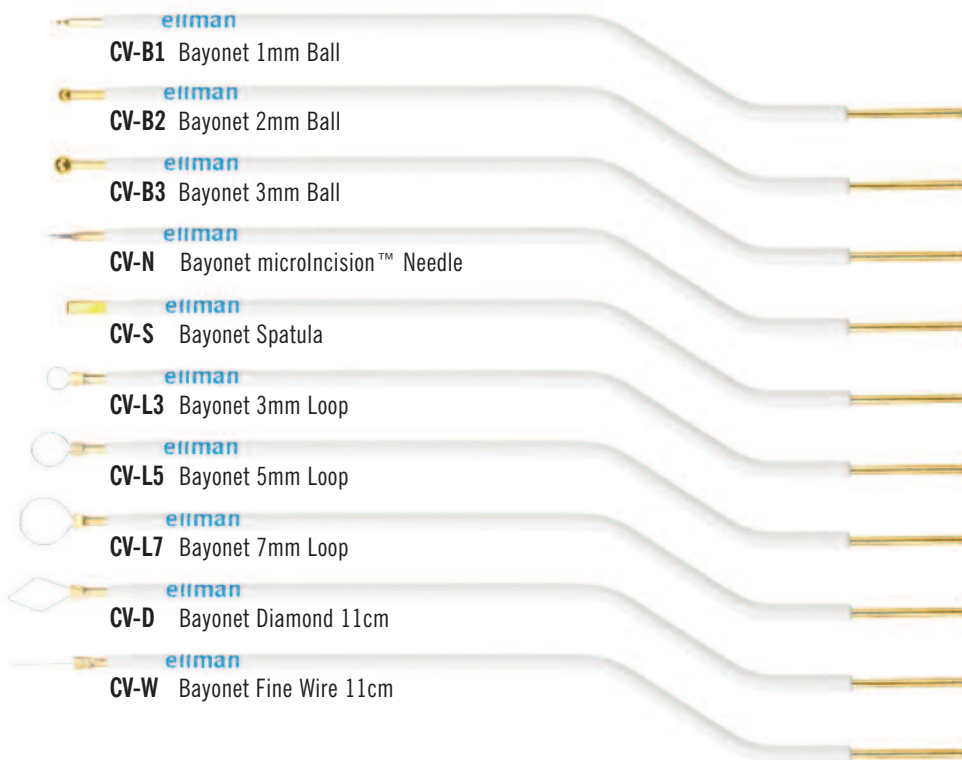 ellman
CV-B1 Bayonet 1mm Ball
ellman
CV-B2 Bayonet 2mm Ball
ellman
CV-B3 Bayonet 3mm Ball
ellman
CV-N Bayonet microIncision™ Needle
ellman
CV-S Bayonet Spatula
ellman
CV-L3 Bayonet 3mm Loop
ellman
CV-L5 Bayonet 5mm Loop
ellman
CV-L7 Bayonet 7mm Loop
ellman
CV-D Bayonet Diamond 11cm
ellman
CV-W Bayonet Fine Wire 11cm